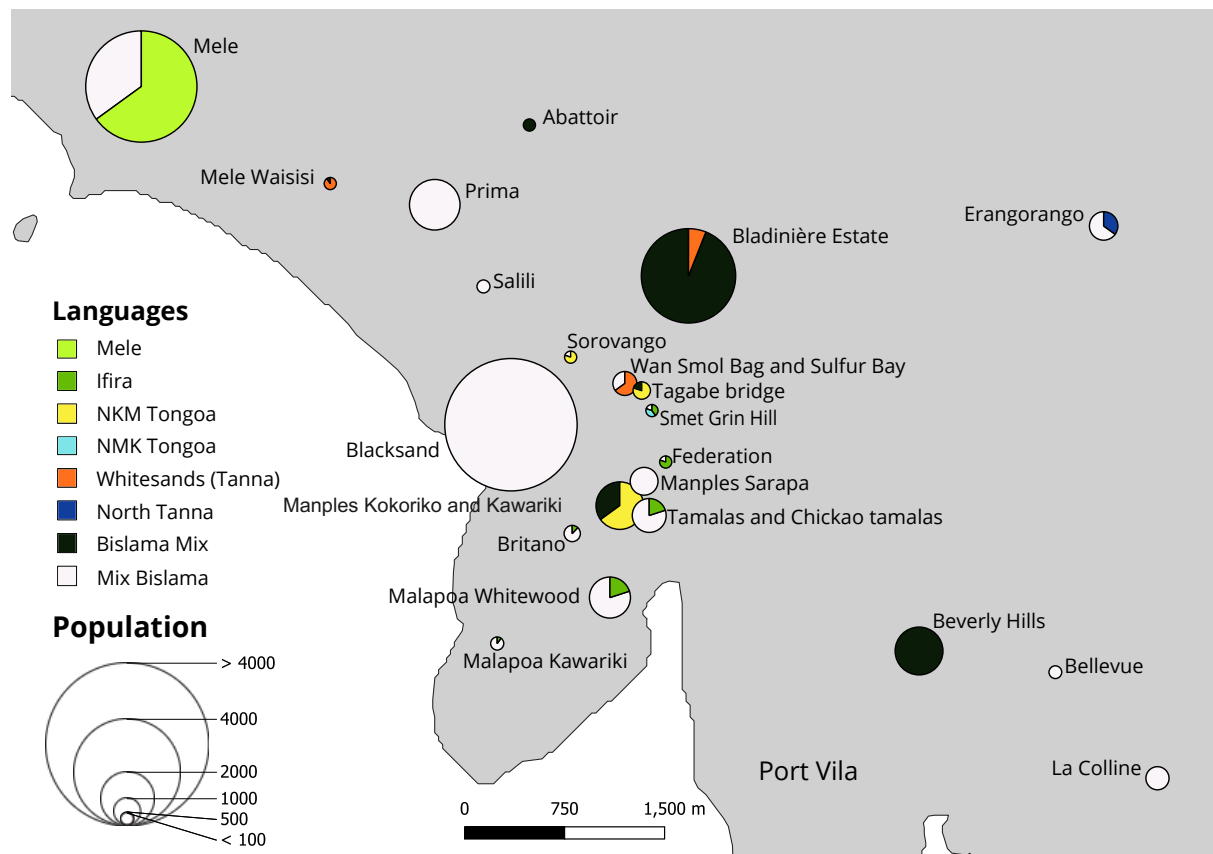 Mele
Abattoir
Mele Waisisi
Prima
Erangorango
Bladinière Estate
Salili
Languages
Mele
Ifira
NKM Tongoa
NMK Tongoa
Whitesands (Tanna)
North Tanna
Bislama Mix
Mix Bislama
Sorovango
Wan Smol Bag and Sulfur Bay
Tagabe bridge
Smet Grin Hill
Blacksand
Federation
Manples Sarapa
Manples Kokoriko and Kawariki
Tamalas and Chickao tamalas
Britano
Malapoa Whitewood
Malapoa Kawariki
Beverly Hills
Bellevue
Port Vila
La Colline
Population
> 4000
4000
2000
1000
500
< 100
0 750 1,500 m